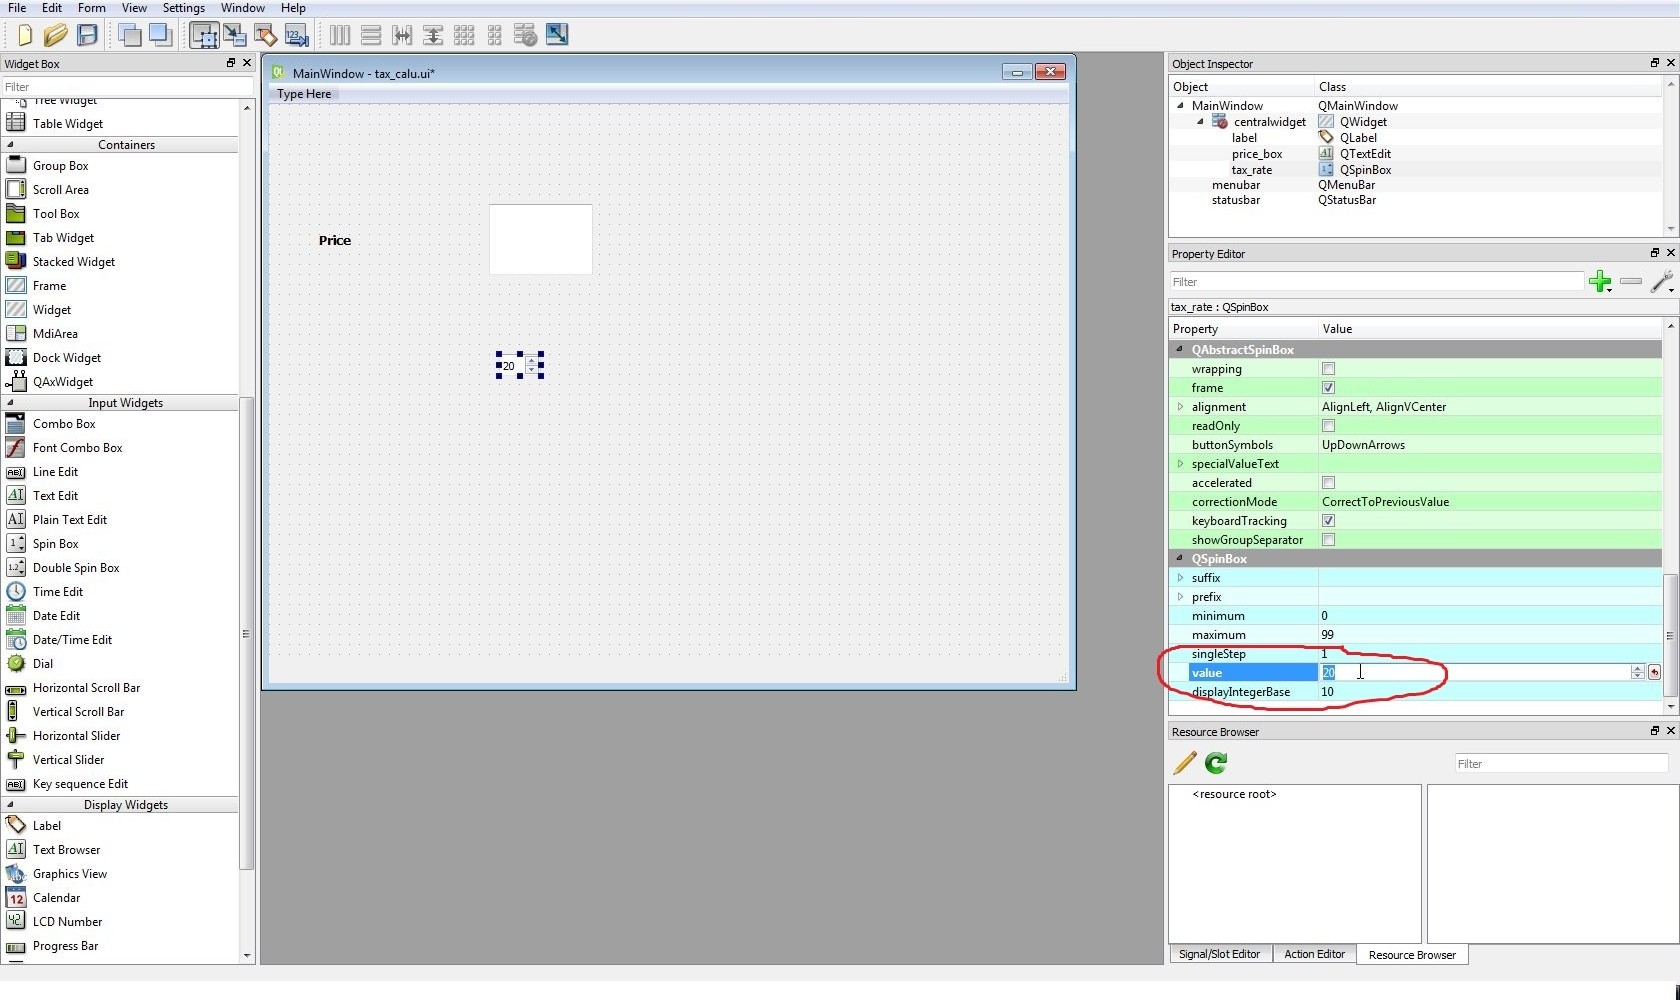 File Edit Form View Settings Window Help
Widget Box
Filter
Tree Widget
Table Widget
Containers
Group Box
Scroll Area
Tool Box
Tab Widget
Stacked Widget
Frame
Widget
MdiArea
Dock Widget
QAxWidget
Input Widgets
Combo Box
Font Combo Box
Line Edit
Text Edit
Plain Text Edit
Spin Box
Double Spin Box
Time Edit
Date Edit
Date/Time Edit
Dial
Horizontal Scroll Bar
Vertical Scroll Bar
Horizontal Slider
Vertical Slider
Key sequence Edit
Display Widgets
Label
Text Browser
Graphics View
Calendar
LCD Number
Progress Bar
MainWindow - tax_calu.ui*
Type Here
Price
20
Object Inspector
Object Class
MainWindow QMainWindow
centralwidget QWidget
label QLabel
price_box QTextEdit
tax_rate QSpinBox
menubar QMenuBar
statusbar QStatusBar
Property Editor
Filter
tax_rate : QSpinBox
Property Value
QAbstractSpinBox
wrapping
frame
alignment AlignLeft, AlignVCenter
readOnly
buttonSymbols UpDownArrows
specialValueText
accelerated
correctionMode CorrectToPreviousValue
keyboardTracking
showGroupSeparator
QSpinBox
suffix
prefix
minimum 0
maximum 99
singleStep 1
value 20
displayIntegerBase 10
Resource Browser
Filter
<resource root>
Signal/Slot Editor Action Editor Resource Browser